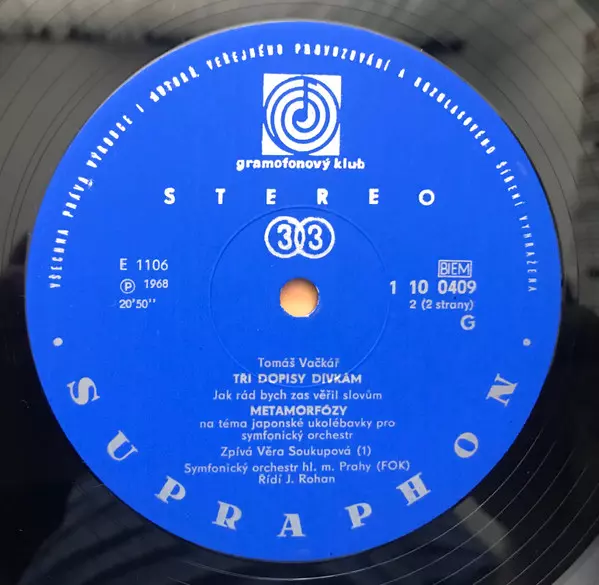 VŠECHNA PRÁVA VÝROBCE I AUTORA VEŘEJNÉHO PROVOZOVÁNÍ A ROZHLASOVÉHO ŠÍŘENÍ VYHRAŽENA
gramofonový klub
STEREO
33
E 1106
Ⓟ 1968
20'50''
BIEM
1 10 0409
2 (2 strany)
G
Tomáš Vačkář
TŘI DOPISY DÍVKÁM
Jak rád bych zas věřil slovům
METAMORFÓZY
na téma japonské ukolébavky pro
symfonický orchestr
Zpívá Věra Soukupová (1)
Symfonický orchestr hl. m. Prahy (FOK)
Řídí J. Rohan
• SUPRAPHON •